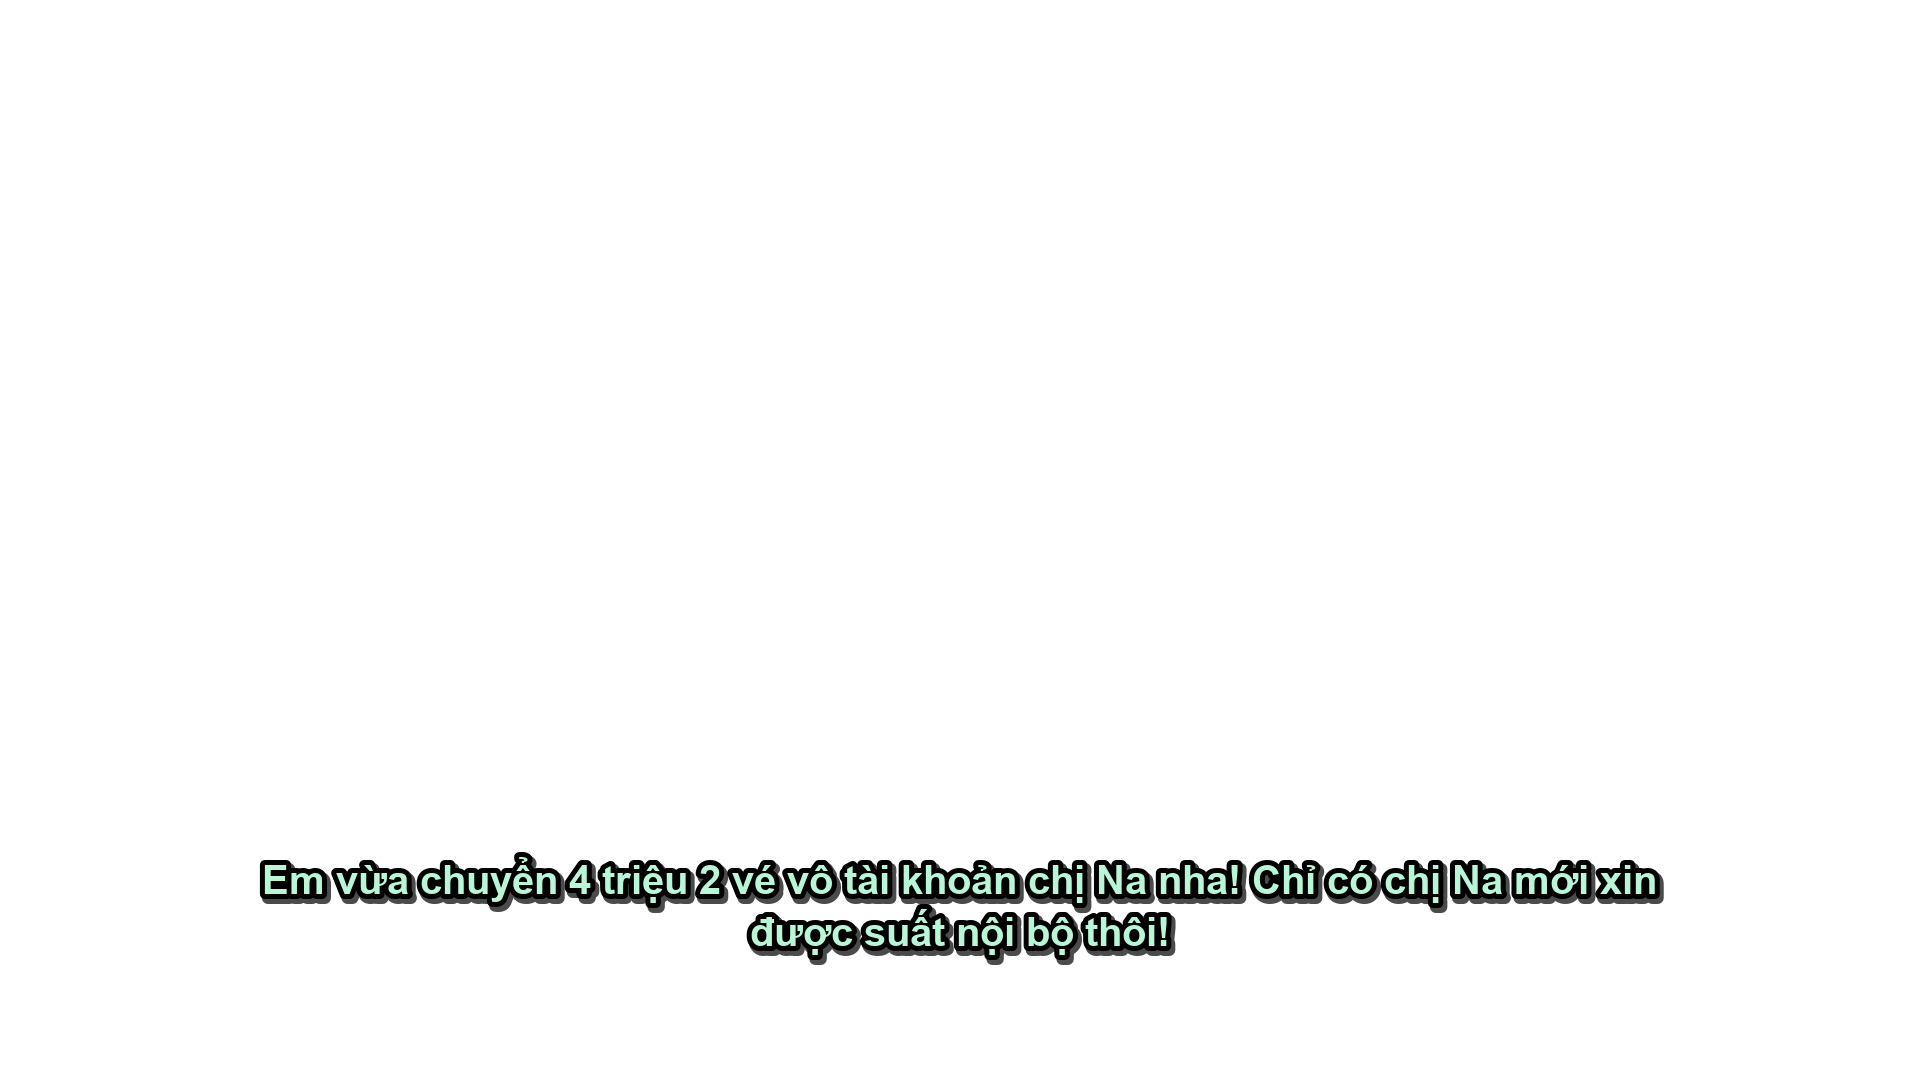 Em vừa chuyển 4 triệu 2 vé vô tài khoản chị Na nha! Chỉ có chị Na mới xin
được suất nội bộ thôi!